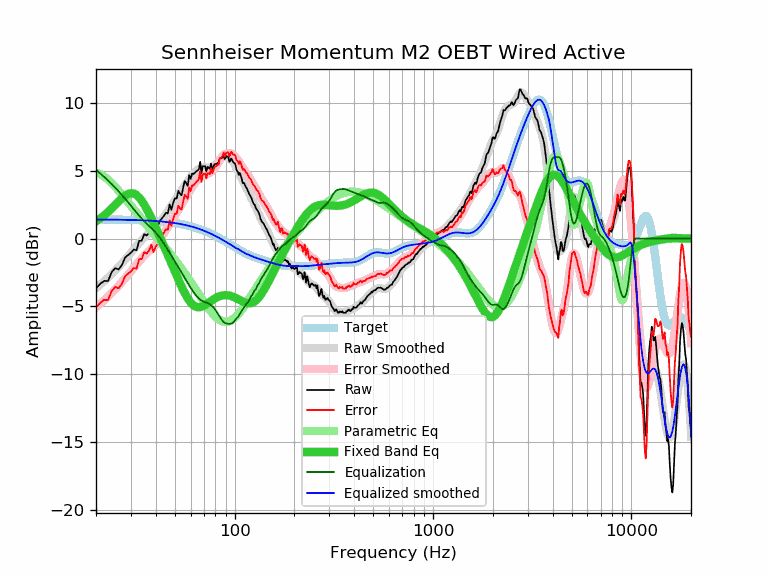 Sennheiser Momentum M2 OEBT Wired Active
Amplitude (dBr)
10
5
0
−5
−10
−15
−20
Target
Raw Smoothed
Error Smoothed
Raw
Error
Parametric Eq
Fixed Band Eq
Equalization
Equalized smoothed
100
1000
10000
Frequency (Hz)